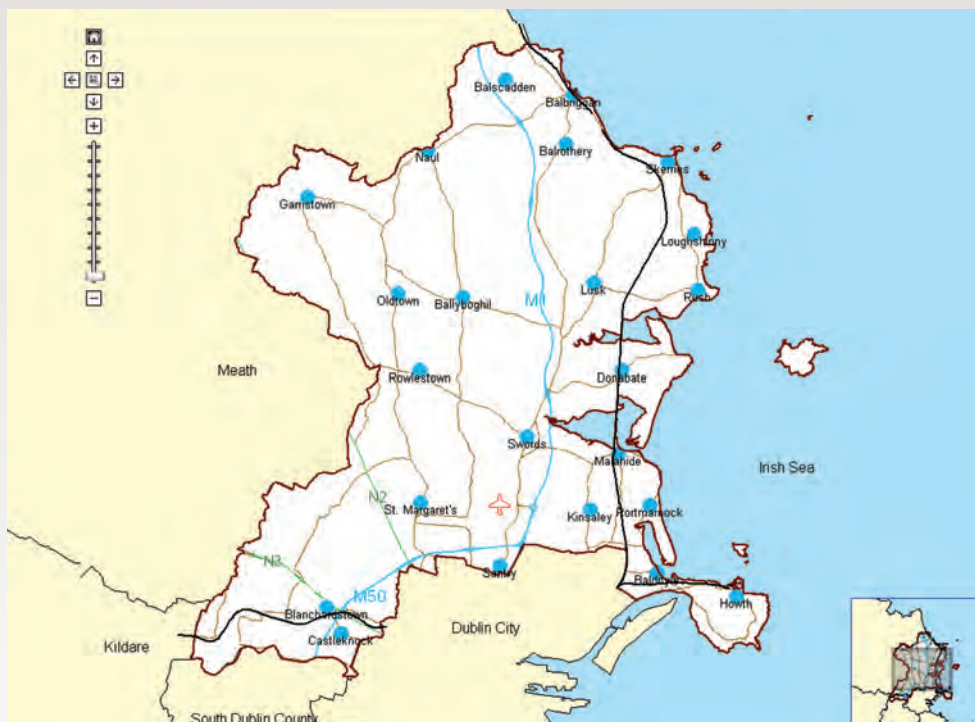 Balscadden
Balbriggan
Naul
Balrothery
Skerries
Garristown
Loughshinny
Oldtown
Ballyboghil
M1
Lusk
Rush
Meath
Rowlestown
Donabate
Swords
Malahide
Irish Sea
N2
St. Margaret's
Kinsaley
Portmarnock
N3
Santry
Baldoyle
M50
Blanchardstown
Howth
Castleknock
Dublin City
Kildare
South Dublin County